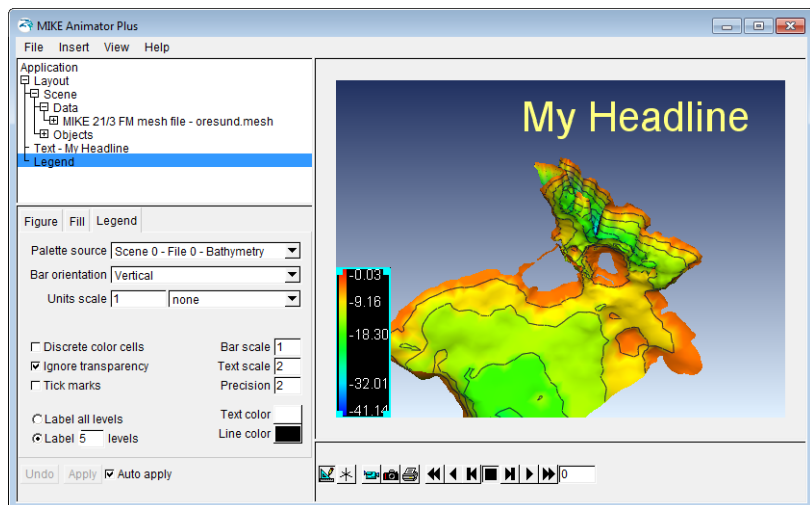 MIKE Animator Plus
File Insert View Help
Application
Layout
Scene
Data
MIKE 21/3 FM mesh file - oresund.mesh
Objects
Text - My Headline
Legend
Figure Fill Legend
Palette source Scene 0 - File 0 - Bathymetry
Bar orientation Vertical
Units scale 1 none
Discrete color cells Bar scale 1
Ignore transparency Text scale 2
Tick marks Precision 2
Label all levels Text color
Label 5 levels Line color
Undo Apply Auto apply
My Headline
-0.03
-9.16
-18.30
-32.01
-41.14
0